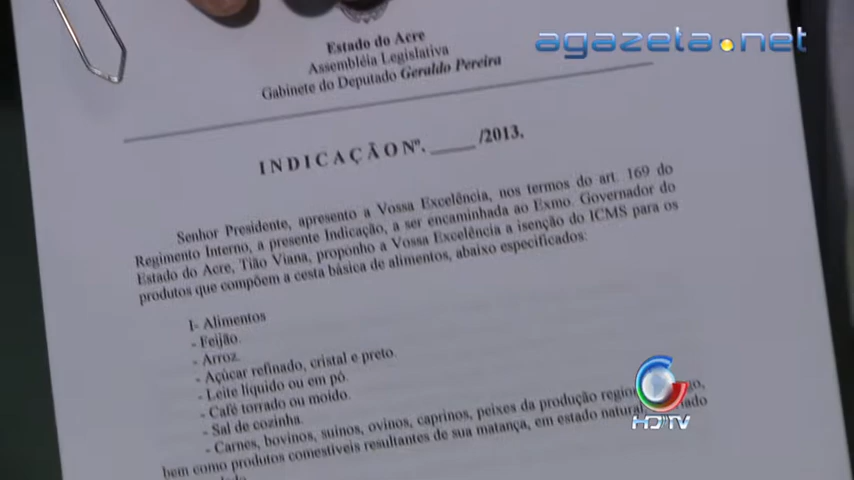 agazeta.net
Estado do Acre
Assembléia Legislativa
Gabinete do Deputado Geraldo Pereira
INDICAÇÃO Nº. _____ /2013.
Senhor Presidente, apresento a Vossa Excelência, nos termos do art. 169 do
Regimento Interno, a presente Indicação, a ser encaminhada ao Exmo. Governador do
Estado do Acre, Tião Viana, proponho a Vossa Excelência a isenção do ICMS para os
produtos que compõem a cesta básica de alimentos, abaixo especificados:
I- Alimentos
- Feijão.
- Arroz.
- Açúcar refinado, cristal e preto.
- Leite líquido ou em pó.
- Café torrado ou moído.
- Sal de cozinha.
- Carnes, bovinos, suínos, ovinos, caprinos, peixes da produção
bem como produtos comestíveis resultantes de sua matança, em estado
HDTV